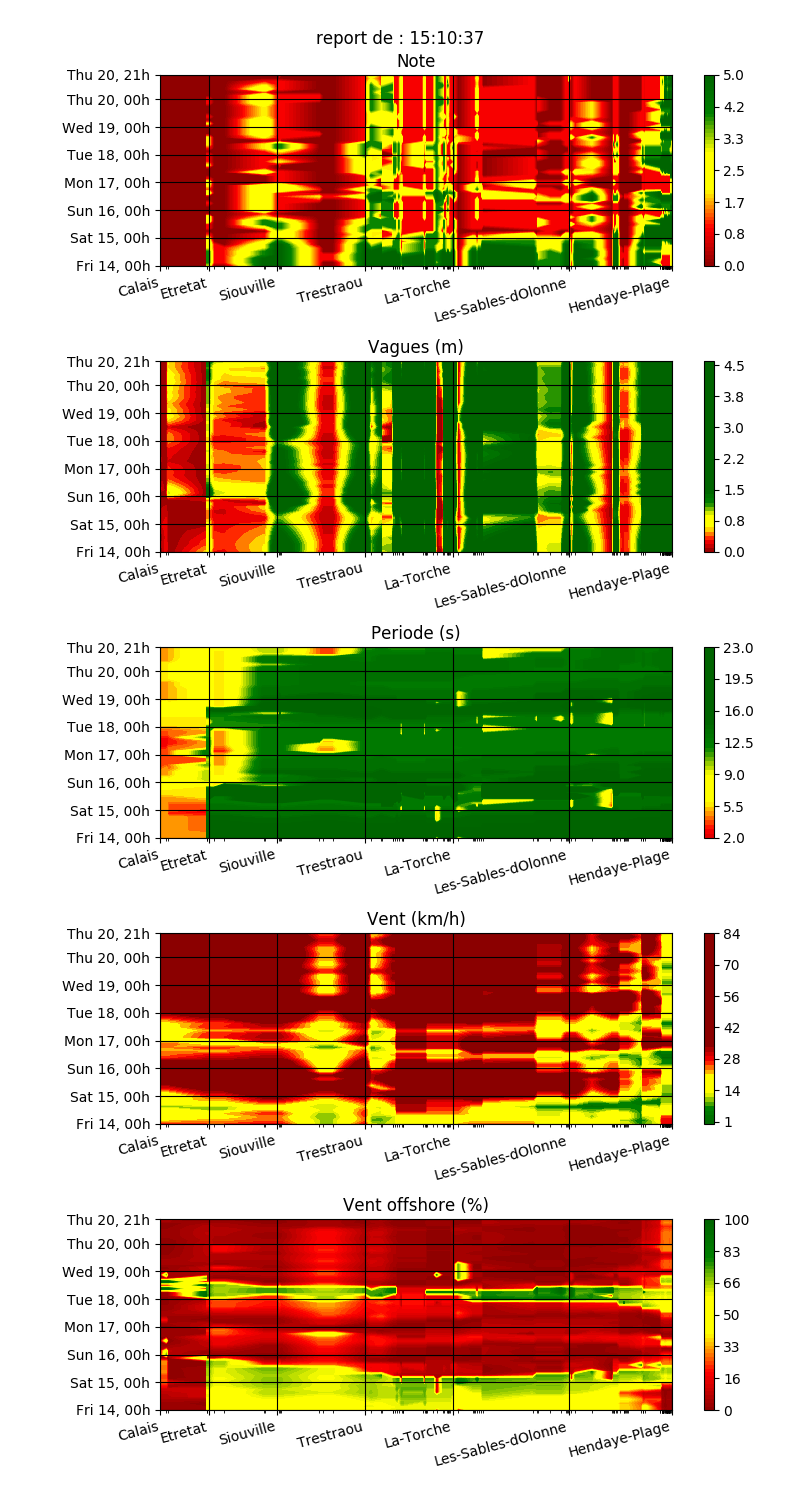 report de : 15:10:37
Note
Thu 20, 21h
Thu 20, 00h
Wed 19, 00h
Tue 18, 00h
Mon 17, 00h
Sun 16, 00h
Sat 15, 00h
Fri 14, 00h
Calais
Etretat
Siouville
Trestraou
La-Torche
Les-Sables-dOlonne
Hendaye-Plage
5.0
4.2
3.3
2.5
1.7
0.8
0.0
Vagues (m)
Thu 20, 21h
Thu 20, 00h
Wed 19, 00h
Tue 18, 00h
Mon 17, 00h
Sun 16, 00h
Sat 15, 00h
Fri 14, 00h
Calais
Etretat
Siouville
Trestraou
La-Torche
Les-Sables-dOlonne
Hendaye-Plage
4.5
3.8
3.0
2.2
1.5
0.8
0.0
Periode (s)
Thu 20, 21h
Thu 20, 00h
Wed 19, 00h
Tue 18, 00h
Mon 17, 00h
Sun 16, 00h
Sat 15, 00h
Fri 14, 00h
Calais
Etretat
Siouville
Trestraou
La-Torche
Les-Sables-dOlonne
Hendaye-Plage
23.0
19.5
16.0
12.5
9.0
5.5
2.0
Vent (km/h)
Thu 20, 21h
Thu 20, 00h
Wed 19, 00h
Tue 18, 00h
Mon 17, 00h
Sun 16, 00h
Sat 15, 00h
Fri 14, 00h
Calais
Etretat
Siouville
Trestraou
La-Torche
Les-Sables-dOlonne
Hendaye-Plage
84
70
56
42
28
14
1
Vent offshore (%)
Thu 20, 21h
Thu 20, 00h
Wed 19, 00h
Tue 18, 00h
Mon 17, 00h
Sun 16, 00h
Sat 15, 00h
Fri 14, 00h
Calais
Etretat
Siouville
Trestraou
La-Torche
Les-Sables-dOlonne
Hendaye-Plage
100
83
66
50
33
16
0